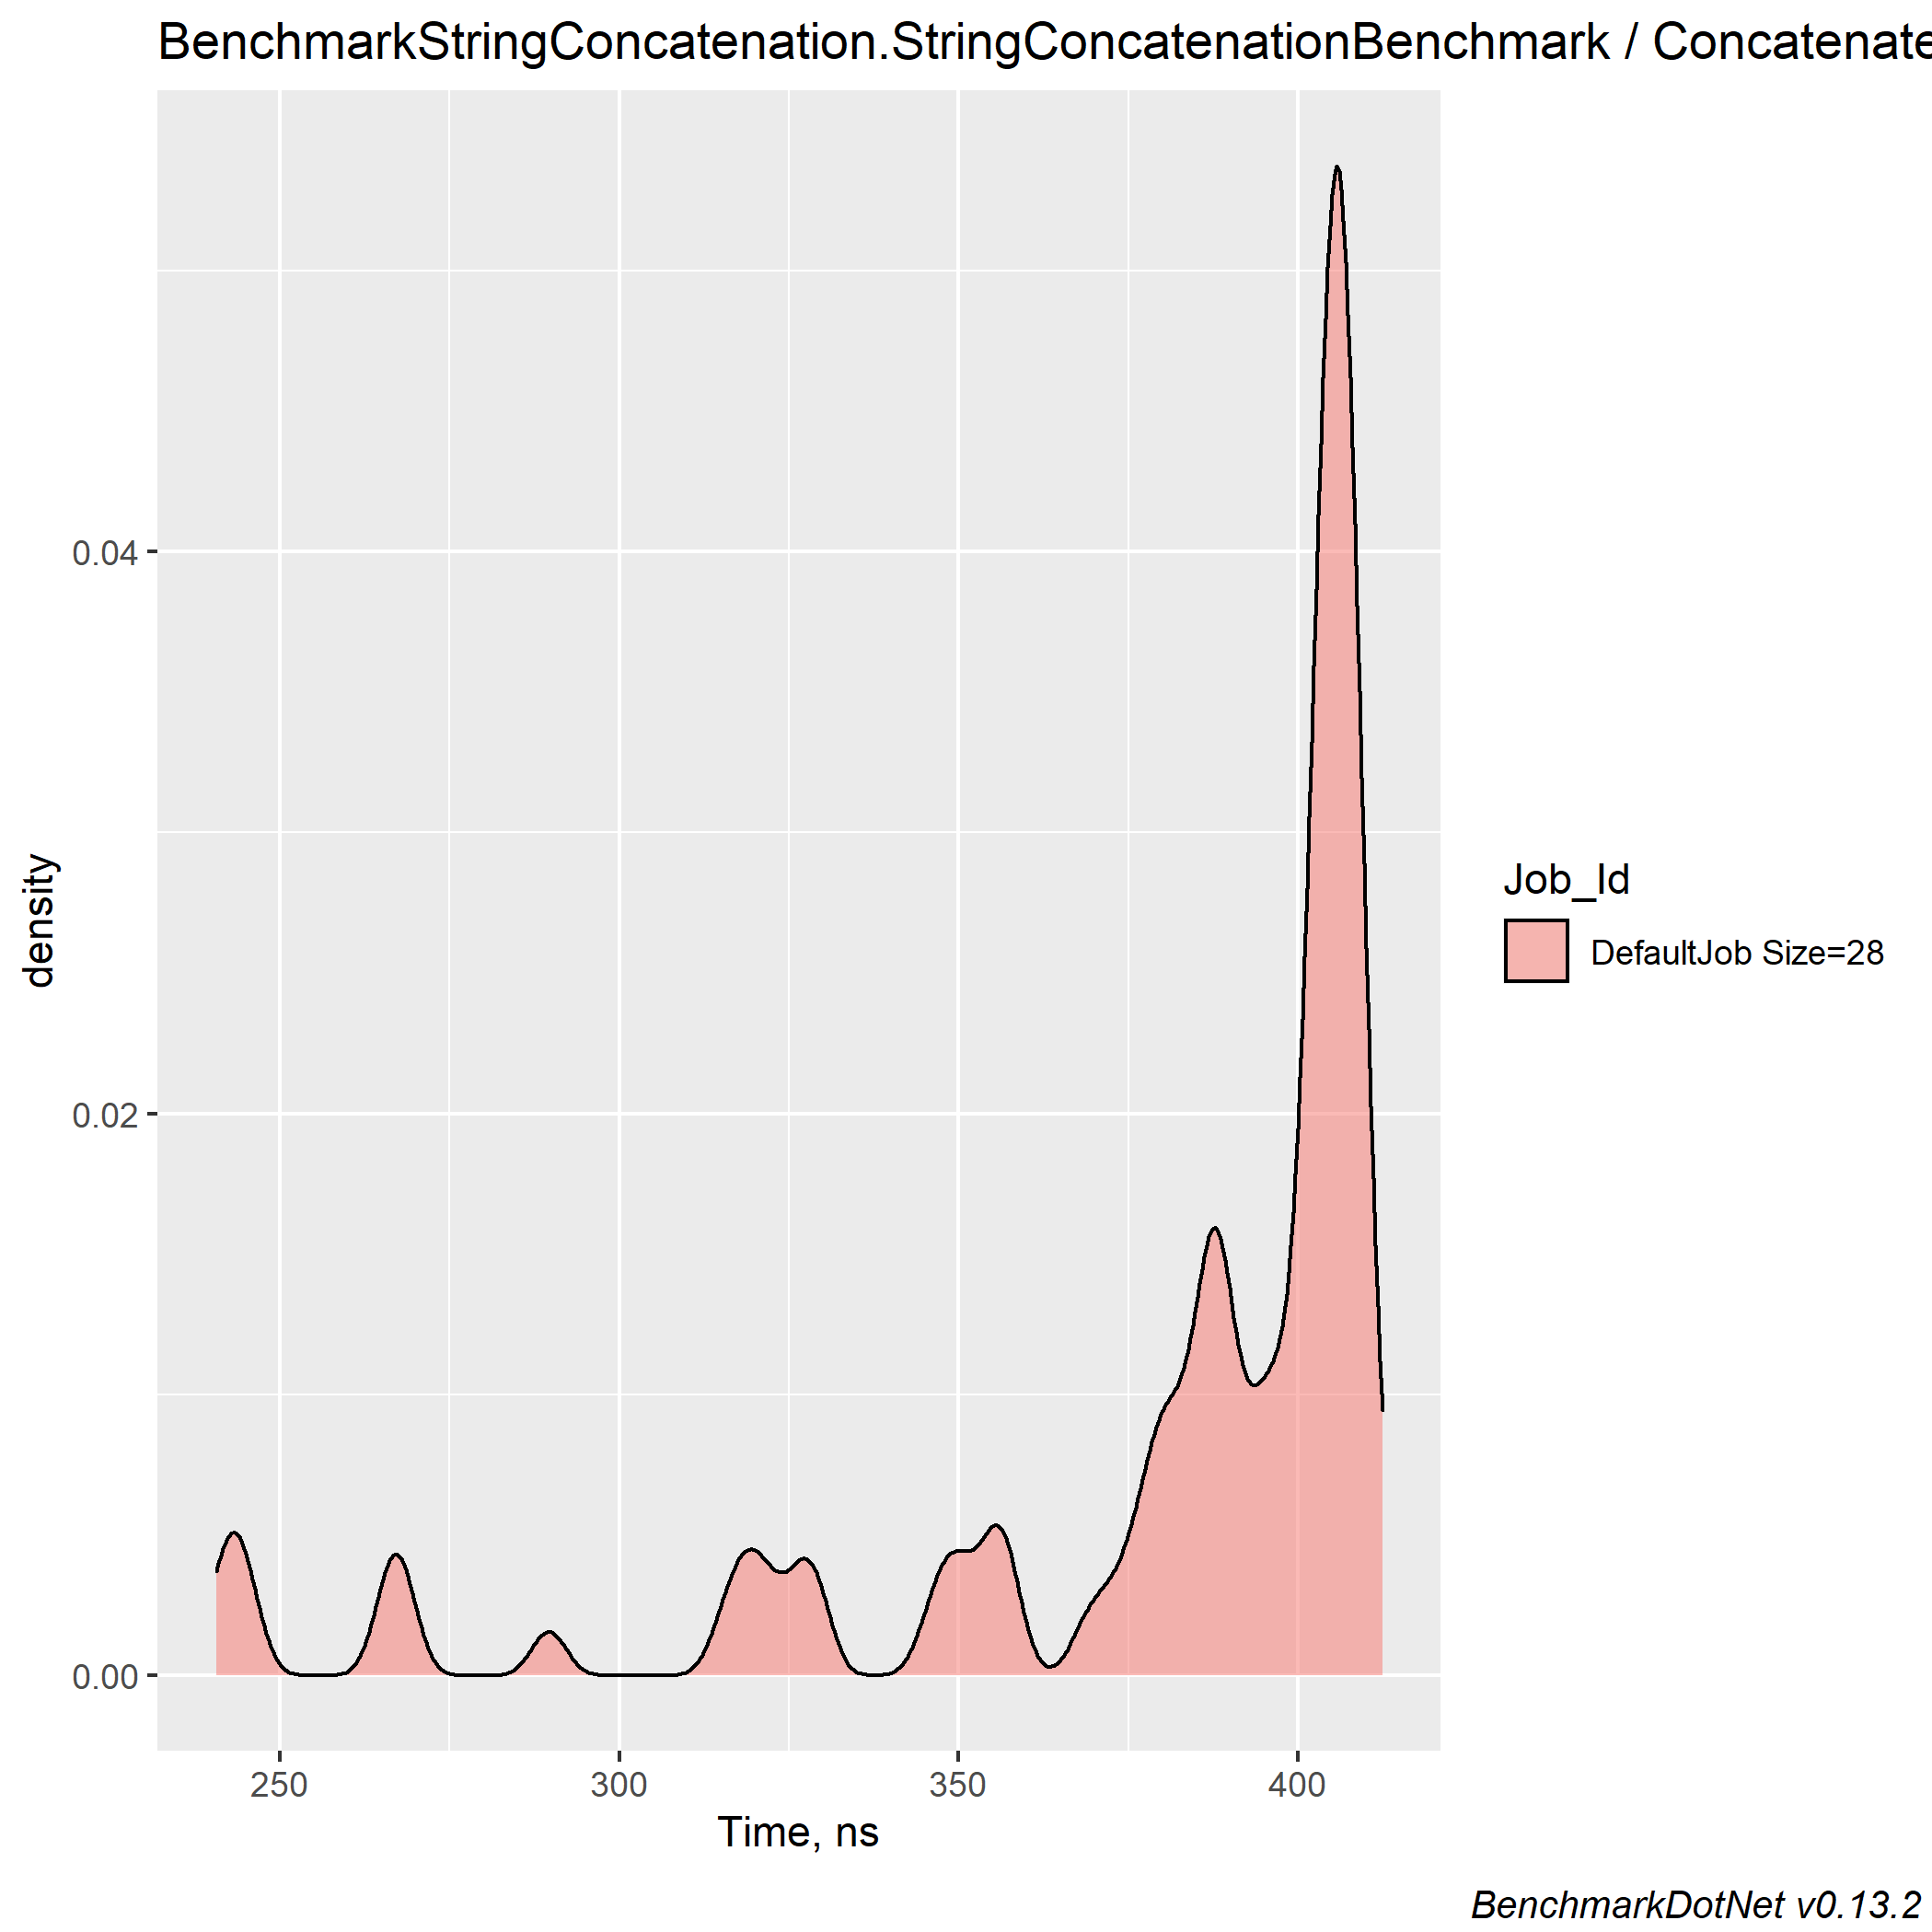 BenchmarkStringConcatenation.StringConcatenationBenchmark / Concatenate
density
0.04
0.02
0.00
250 300 350 400
Time, ns
Job_Id
DefaultJob Size=28
BenchmarkDotNet v0.13.2